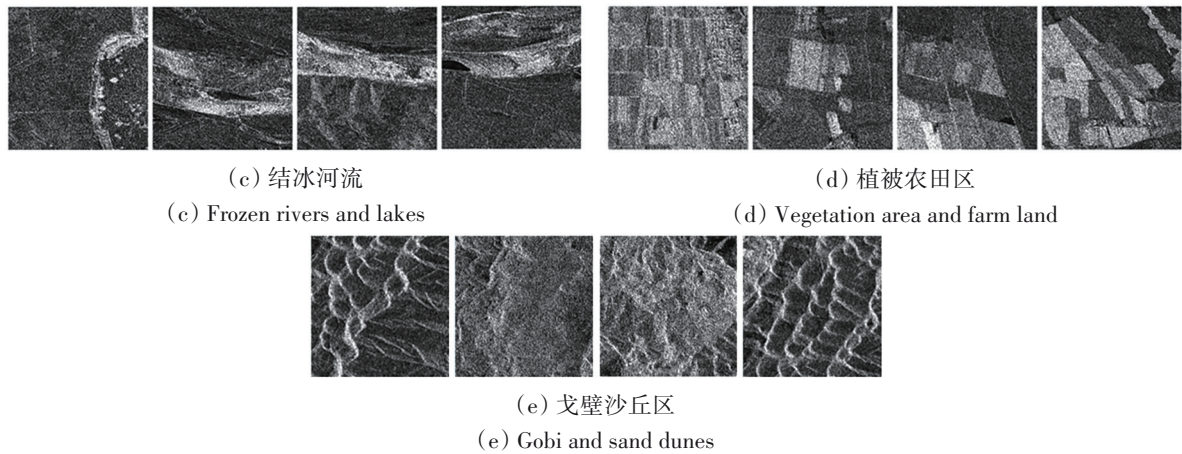 (c) 结冰河流
(d) 植被农田区
(c) Frozen rivers and lakes
(d) Vegetation area and farm land
(e) 戈壁沙丘区
(e) Gobi and sand dunes